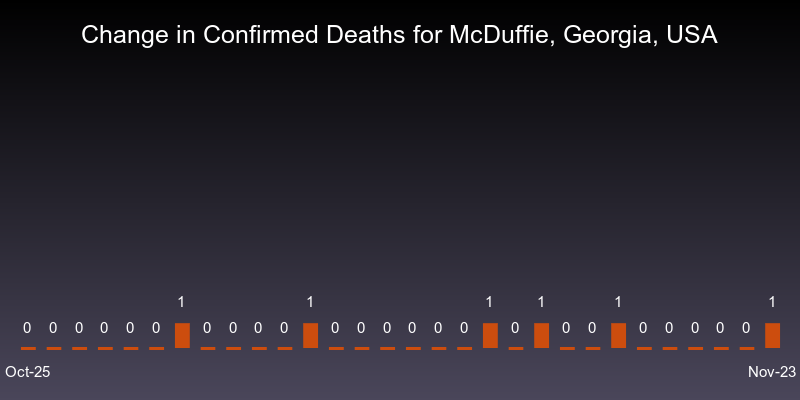 Change in Confirmed Deaths for McDuffie, Georgia, USA
1 1 1 1 1 1
0 0 0 0 0 0 0 0 0 0 0 0 0 0 0 0 0 0 0 0 0 0 0 0
Oct-25 Nov-23